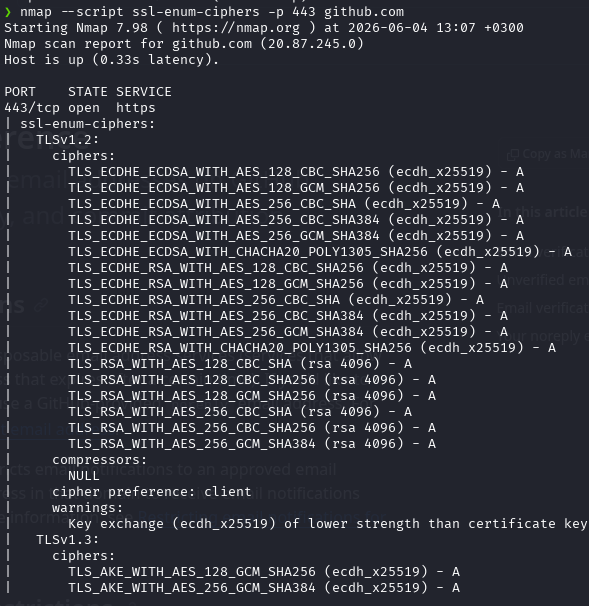 ❯ nmap --script ssl-enum-ciphers -p 443 github.com
Starting Nmap 7.98 ( https://nmap.org ) at 2026-06-04 13:07 +0300
Nmap scan report for github.com (20.87.245.0)
Host is up (0.33s latency).

PORT    STATE SERVICE
443/tcp open  https
| ssl-enum-ciphers:
|   TLSv1.2:
|     ciphers:
|       TLS_ECDHE_ECDSA_WITH_AES_128_CBC_SHA256 (ecdh_x25519) - A
|       TLS_ECDHE_ECDSA_WITH_AES_128_GCM_SHA256 (ecdh_x25519) - A
|       TLS_ECDHE_ECDSA_WITH_AES_256_CBC_SHA (ecdh_x25519) - A
|       TLS_ECDHE_ECDSA_WITH_AES_256_CBC_SHA384 (ecdh_x25519) - A
|       TLS_ECDHE_ECDSA_WITH_AES_256_GCM_SHA384 (ecdh_x25519) - A
|       TLS_ECDHE_ECDSA_WITH_CHACHA20_POLY1305_SHA256 (ecdh_x25519) - A
|       TLS_ECDHE_RSA_WITH_AES_128_CBC_SHA256 (ecdh_x25519) - A
|       TLS_ECDHE_RSA_WITH_AES_128_GCM_SHA256 (ecdh_x25519) - A
|       TLS_ECDHE_RSA_WITH_AES_256_CBC_SHA (ecdh_x25519) - A
|       TLS_ECDHE_RSA_WITH_AES_256_CBC_SHA384 (ecdh_x25519) - A
|       TLS_ECDHE_RSA_WITH_AES_256_GCM_SHA384 (ecdh_x25519) - A
|       TLS_ECDHE_RSA_WITH_CHACHA20_POLY1305_SHA256 (ecdh_x25519) - A
|       TLS_RSA_WITH_AES_128_CBC_SHA (rsa 4096) - A
|       TLS_RSA_WITH_AES_128_CBC_SHA256 (rsa 4096) - A
|       TLS_RSA_WITH_AES_128_GCM_SHA256 (rsa 4096) - A
|       TLS_RSA_WITH_AES_256_CBC_SHA (rsa 4096) - A
|       TLS_RSA_WITH_AES_256_CBC_SHA256 (rsa 4096) - A
|       TLS_RSA_WITH_AES_256_GCM_SHA384 (rsa 4096) - A
|     compressors:
|       NULL
|     cipher preference: client
|     warnings:
|       Key exchange (ecdh_x25519) of lower strength than certificate key
|   TLSv1.3:
|     ciphers:
|       TLS_AKE_WITH_AES_128_GCM_SHA256 (ecdh_x25519) - A
|       TLS_AKE_WITH_AES_256_GCM_SHA384 (ecdh_x25519) - A